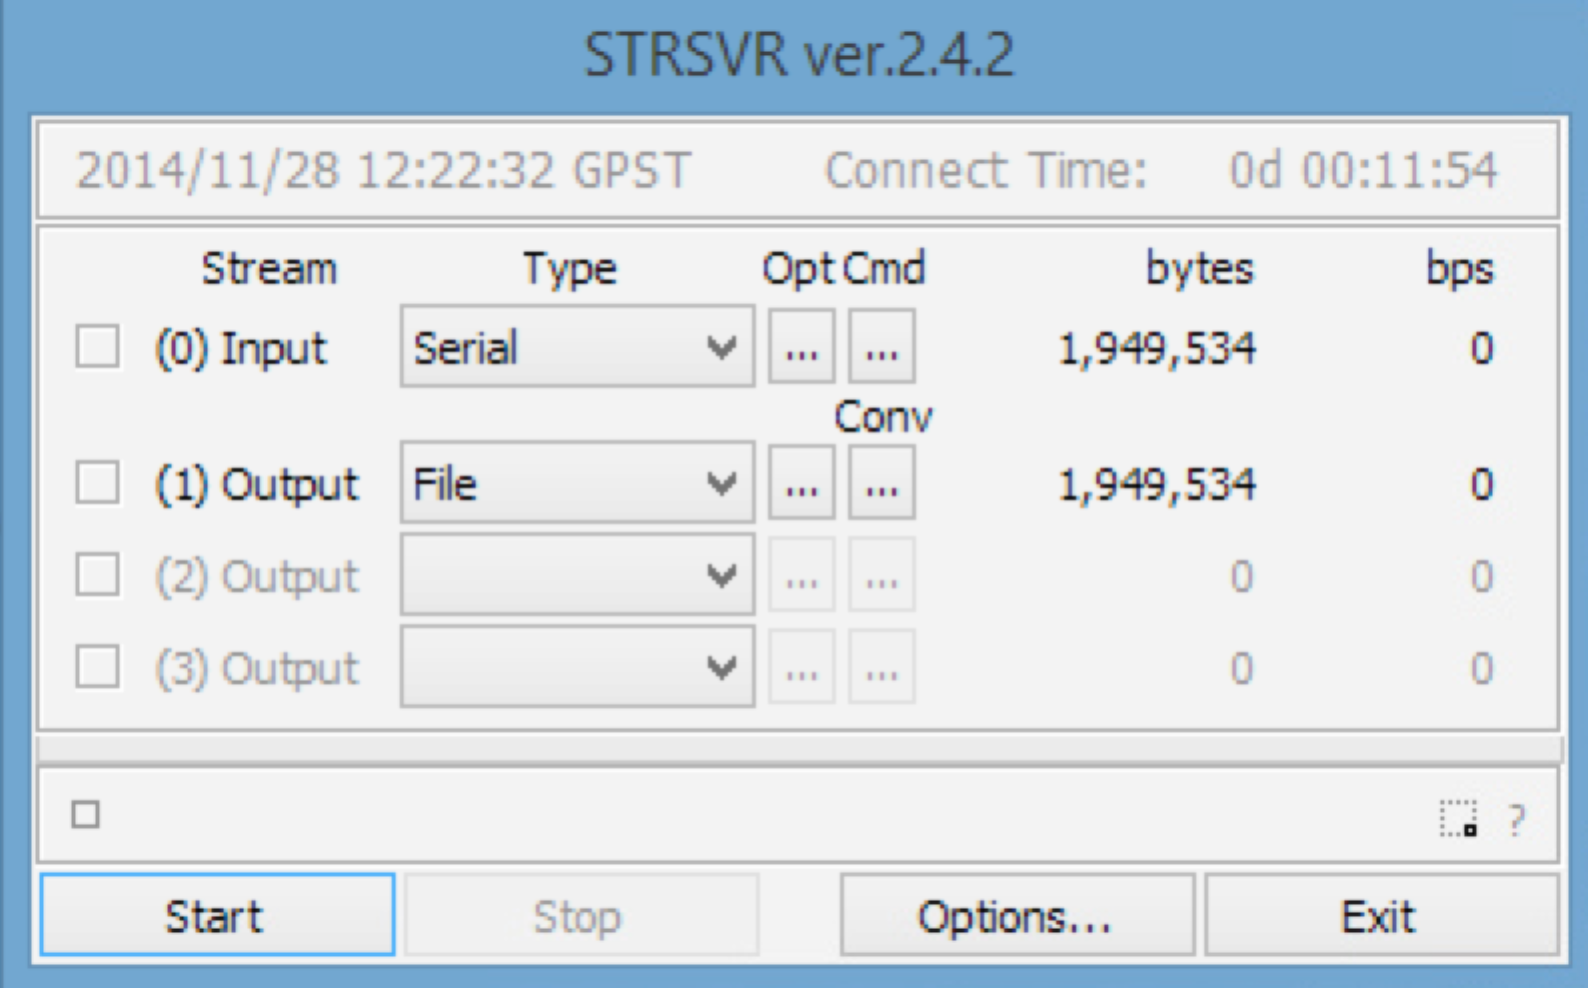 STRSVR ver.2.4.2
2014/11/28 12:22:32 GPST Connect Time: 0d 00:11:54
Stream Type Opt Cmd bytes bps
(0) Input Serial ... ... 1,949,534 0
Conv
(1) Output File ... ... 1,949,534 0
(2) Output ... ... 0 0
(3) Output ... ... 0 0
?
Start Stop Options... Exit